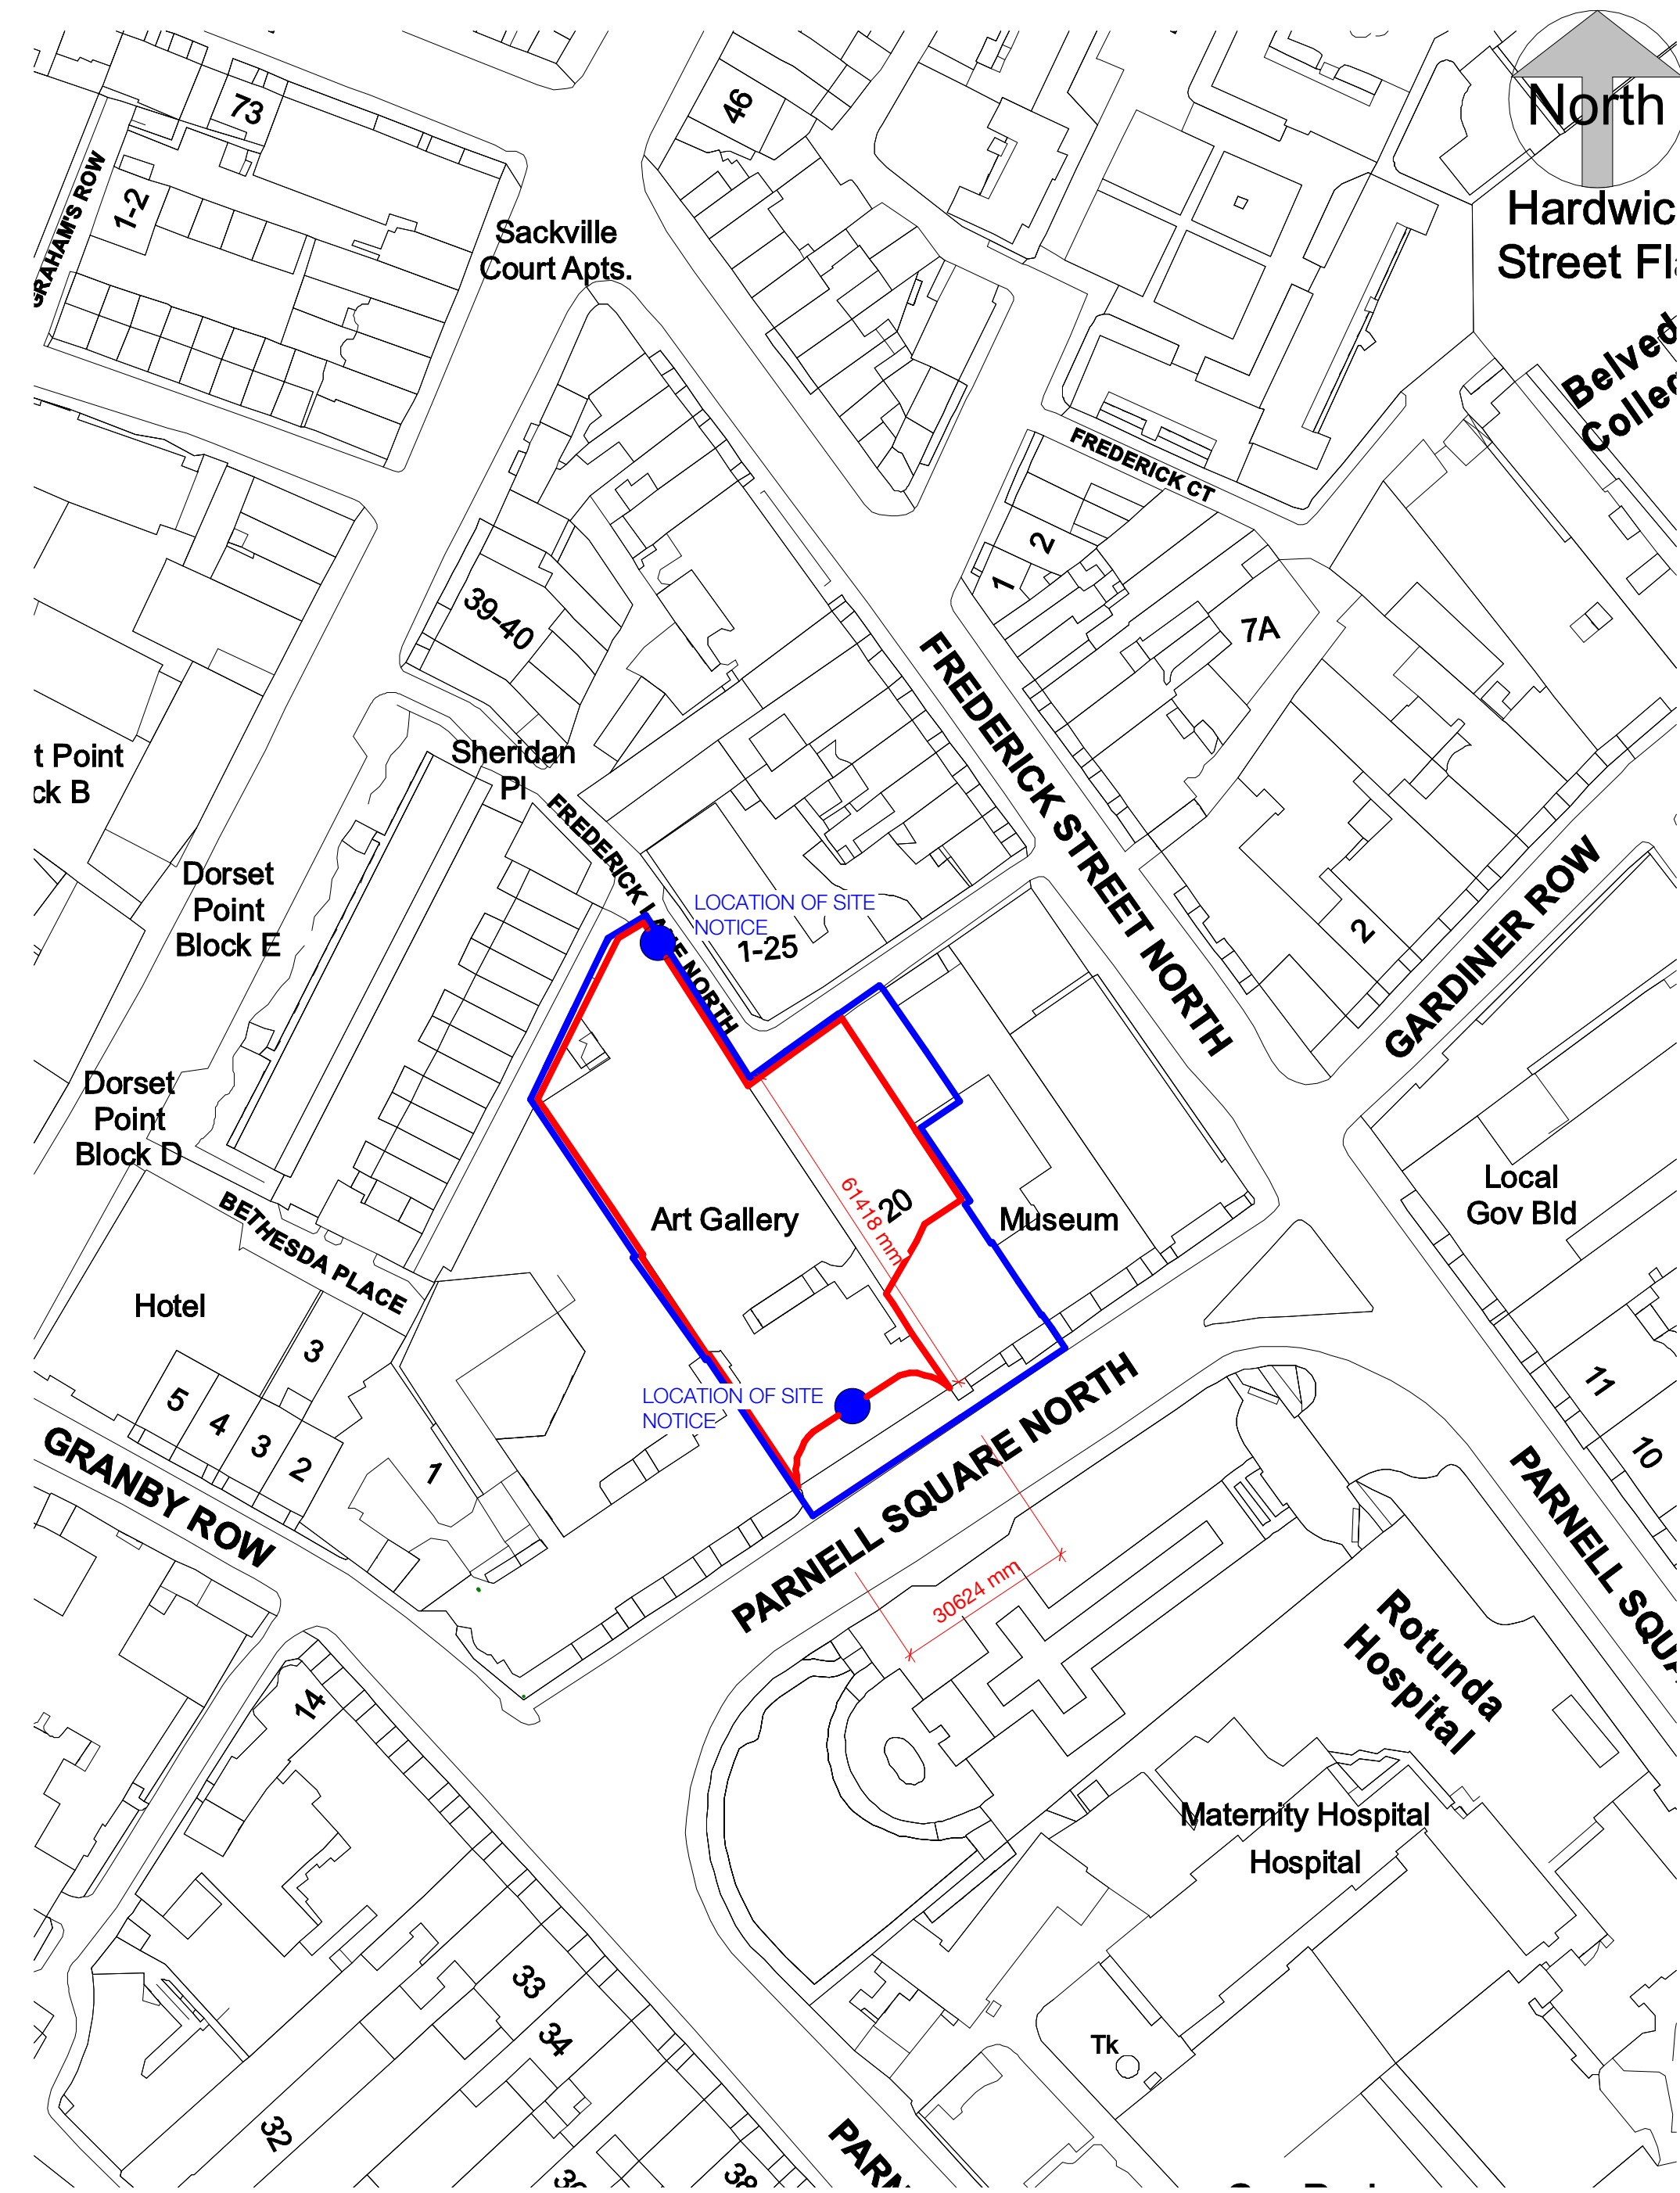 North
73
46
GRAHAM'S ROW
1-2
Hardwic
Street Fl
Sackville
Court Apts.
Belved
Colleg
FREDERICK CT
2
1
39-40
7A
FREDERICK STREET NORTH
t Point
ck B
Sheridan
Pl
FREDERICK LANE NORTH
Dorset
Point
Block E
LOCATION OF SITE
NOTICE
1-25
2
GARDINER ROW
Dorset
Point
Block D
BETHESDA PLACE
Art Gallery
61418 mm
20
Museum
Local
Gov Bld
Hotel
3
5
4
3
2
1
GRANBY ROW
LOCATION OF SITE
NOTICE
PARNELL SQUARE NORTH
11
10
PARNELL SQUA
30624 mm
Rotunda
Hospital
14
Maternity Hospital
Hospital
33
34
Tk
32
38
PARN